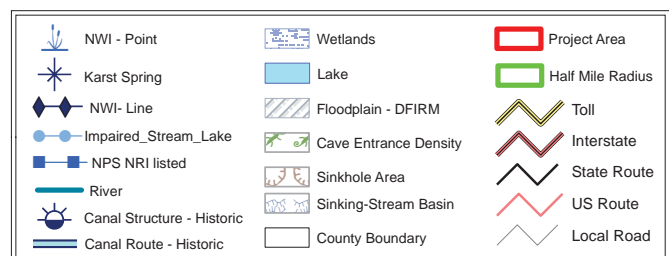 NWI - Point
Karst Spring
NWI- Line
Impaired_Stream_Lake
NPS NRI listed
River
Canal Structure - Historic
Canal Route - Historic
Wetlands
Lake
Floodplain - DFIRM
Cave Entrance Density
Sinkhole Area
Sinking-Stream Basin
County Boundary
Project Area
Half Mile Radius
Toll
Interstate
State Route
US Route
Local Road